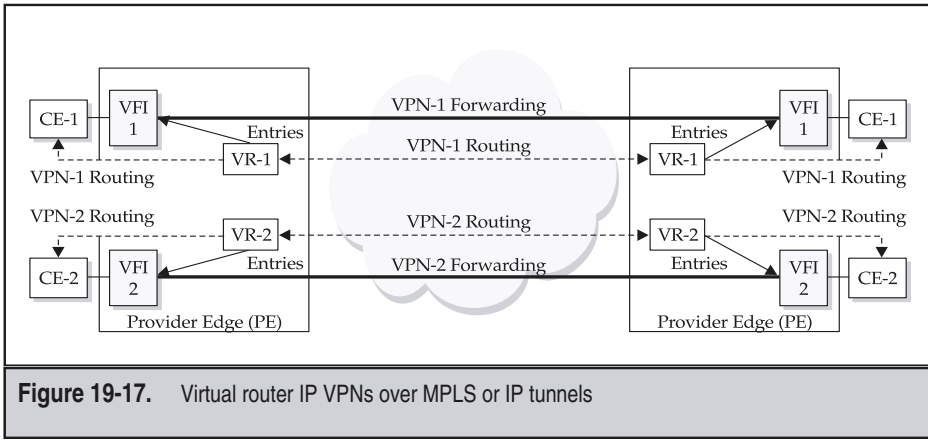 VPN-1 Forwarding
CE-1
VFI
1
Entries
VR-1
VPN-1 Routing
VPN-1 Routing
Entries
VR-1
VFI
1
CE-1
VPN-1 Routing
VPN-2 Routing
VR-2
VPN-2 Routing
VR-2
VPN-2 Routing
CE-2
VFI
2
Entries
VPN-2 Forwarding
Entries
VFI
2
CE-2
Provider Edge (PE)
Provider Edge (PE)
Figure 19-17. Virtual router IP VPNs over MPLS or IP tunnels